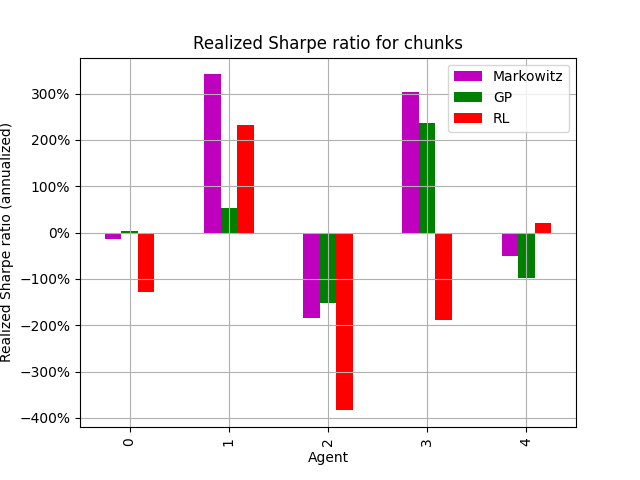 Realized Sharpe ratio for chunks
Markowitz
GP
RL
300%
200%
100%
0%
−100%
−200%
−300%
−400%
Realized Sharpe ratio (annualized)
0
1
2
3
4
Agent